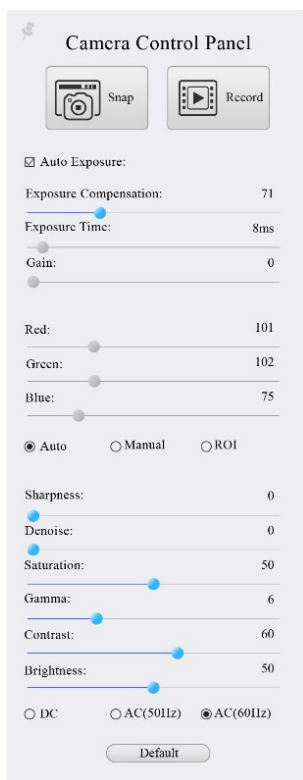 Camera Control Panel
Snap Record
Auto Exposure:
Exposure Compensation: 71
Exposure Time: 8ms
Gain: 0
Red: 101
Green: 102
Blue: 75
Auto Manual ROI
Sharpness: 0
Denoise: 0
Saturation: 50
Gamma: 6
Contrast: 60
Brightness: 50
DC AC(50Hz) AC(60Hz)
Default